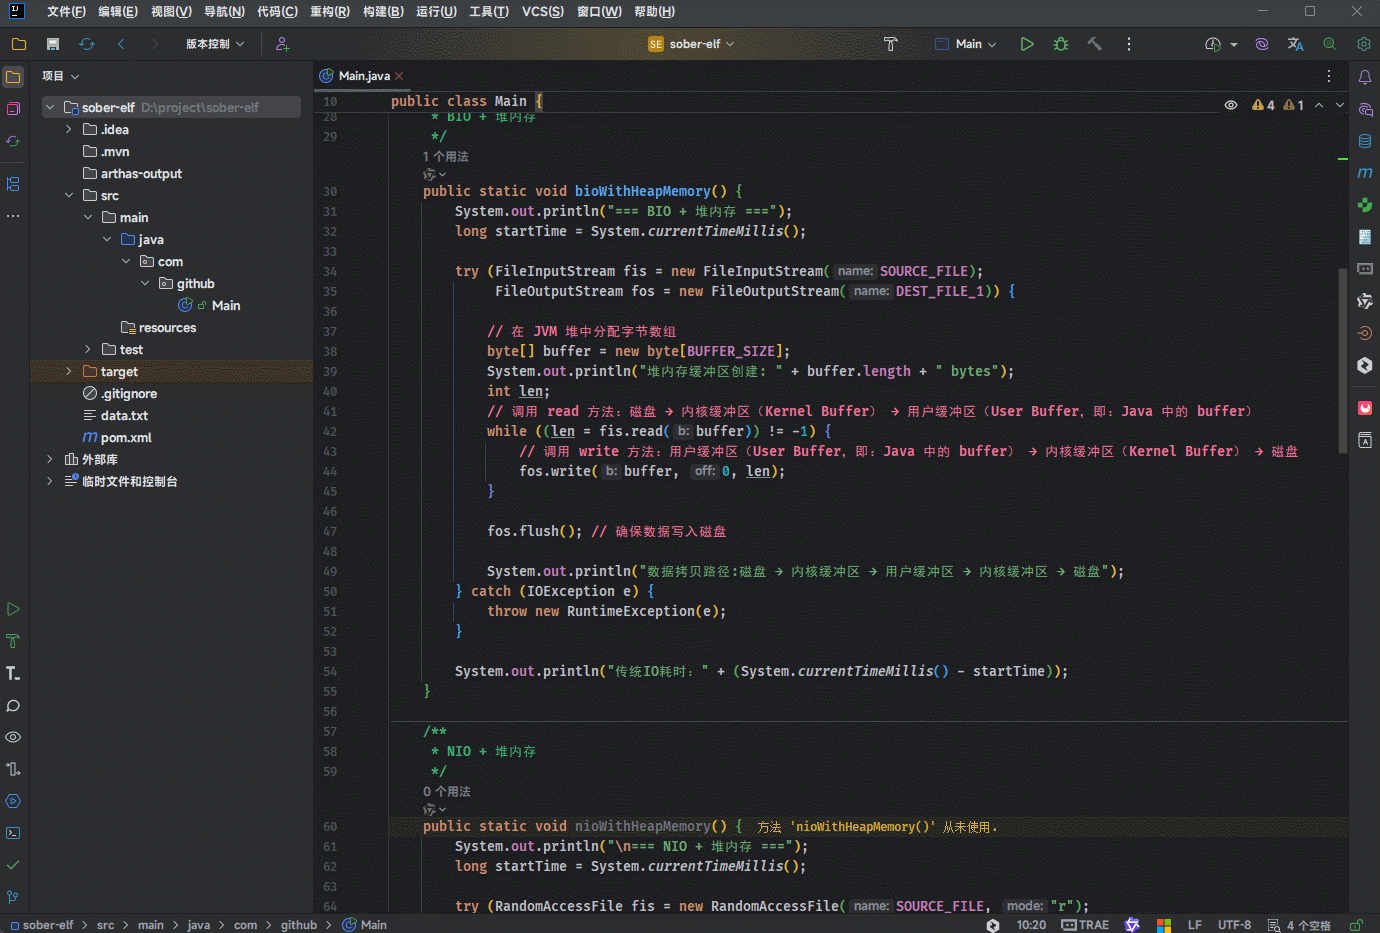 文件(F) 编辑(E) 视图(V) 导航(N) 代码(C) 重构(R) 构建(B) 运行(U) 工具(T) VCS(S) 窗口(W) 帮助(H)
版本控制
SE sober-elf
Main
项目
sober-elf D:\project\sober-elf
.idea
.mvn
arthas-output
src
main
java
com
github
Main
resources
test
target
.gitignore
data.txt
pom.xml
外部库
临时文件和控制台
Main.java
4 1
10 public class Main {
28 * BIO + 堆内存
29 */
1 个用法
30 public static void bioWithHeapMemory() {
31 System.out.println("=== BIO + 堆内存 ===");
32 long startTime = System.currentTimeMillis();
33
34 try (FileInputStream fis = new FileInputStream( name: SOURCE_FILE);
35 FileOutputStream fos = new FileOutputStream( name: DEST_FILE_1)) {
36
37 // 在 JVM 堆中分配字节数组
38 byte[] buffer = new byte[BUFFER_SIZE];
39 System.out.println("堆内存缓冲区创建: " + buffer.length + " bytes");
40 int len;
41 // 调用 read 方法：磁盘 → 内核缓冲区（Kernel Buffer） → 用户缓冲区（User Buffer，即：Java 中的 buffer）
42 while ((len = fis.read( b: buffer)) != -1) {
43 // 调用 write 方法：用户缓冲区（User Buffer，即：Java 中的 buffer） → 内核缓冲区（Kernel Buffer） → 磁盘
44 fos.write( b: buffer, off: 0, len);
45 }
46
47 fos.flush(); // 确保数据写入磁盘
48
49 System.out.println("数据拷贝路径:磁盘 → 内核缓冲区 → 用户缓冲区 → 内核缓冲区 → 磁盘");
50 } catch (IOException e) {
51 throw new RuntimeException(e);
52 }
53
54 System.out.println("传统IO耗时：" + (System.currentTimeMillis() - startTime));
55 }
56
57 /**
58 * NIO + 堆内存
59 */
0 个用法
60 public static void nioWithHeapMemory() { 方法 'nioWithHeapMemory()' 从未使用.
61 System.out.println("\n=== NIO + 堆内存 ===");
62 long startTime = System.currentTimeMillis();
63
64 try (RandomAccessFile fis = new RandomAccessFile( name: SOURCE_FILE, mode: "r");
sober-elf > src > main > java > com > github > Main
10:20 TRAE LF UTF-8 4 个空格